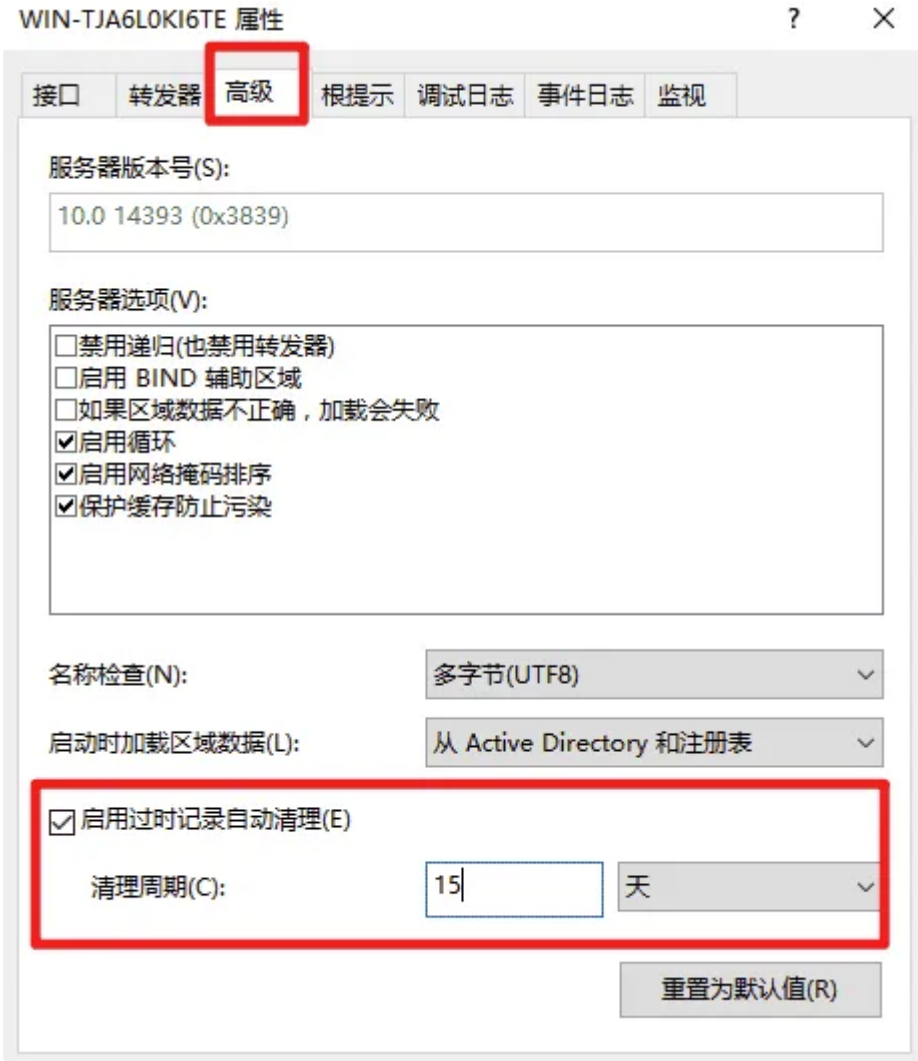 WIN-TJA6L0KI6TE 属性 ?
接口 转发器 高级 根提示 调试日志 事件日志 监视
服务器版本号(S):
10.0 14393 (0x3839)
服务器选项(V):
禁用递归(也禁用转发器)
启用 BIND 辅助区域
如果区域数据不正确，加载会失败
启用循环
启用网络掩码排序
保护缓存防止污染
名称检查(N): 多字节(UTF8)
启动时加载区域数据(L): 从 Active Directory 和注册表
启用过时记录自动清理(E)
清理周期(C): 15 天
重置为默认值(R)